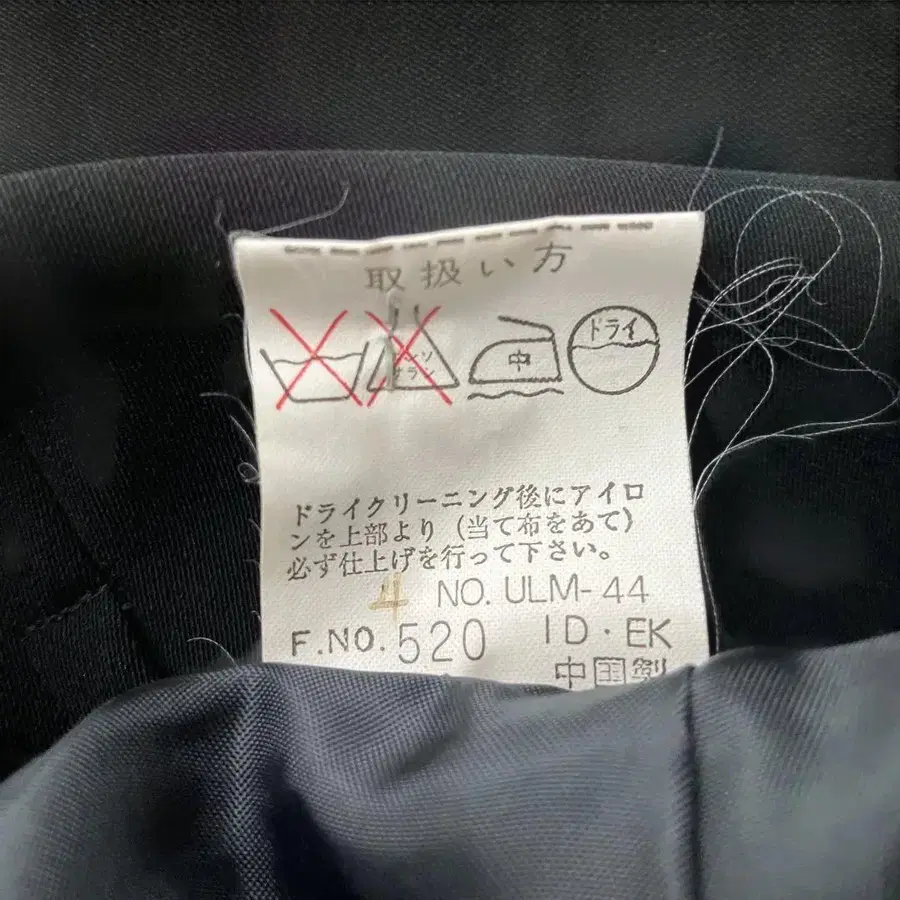 取扱い方
エンソ
サラシ
中
ドライ
ドライクリーニング後にアイロ
ンを上部より(当て布をあて)
必ず仕上げを行って下さい。
4 NO. ULM-44
F.NO. 520 ID・EK
中国製